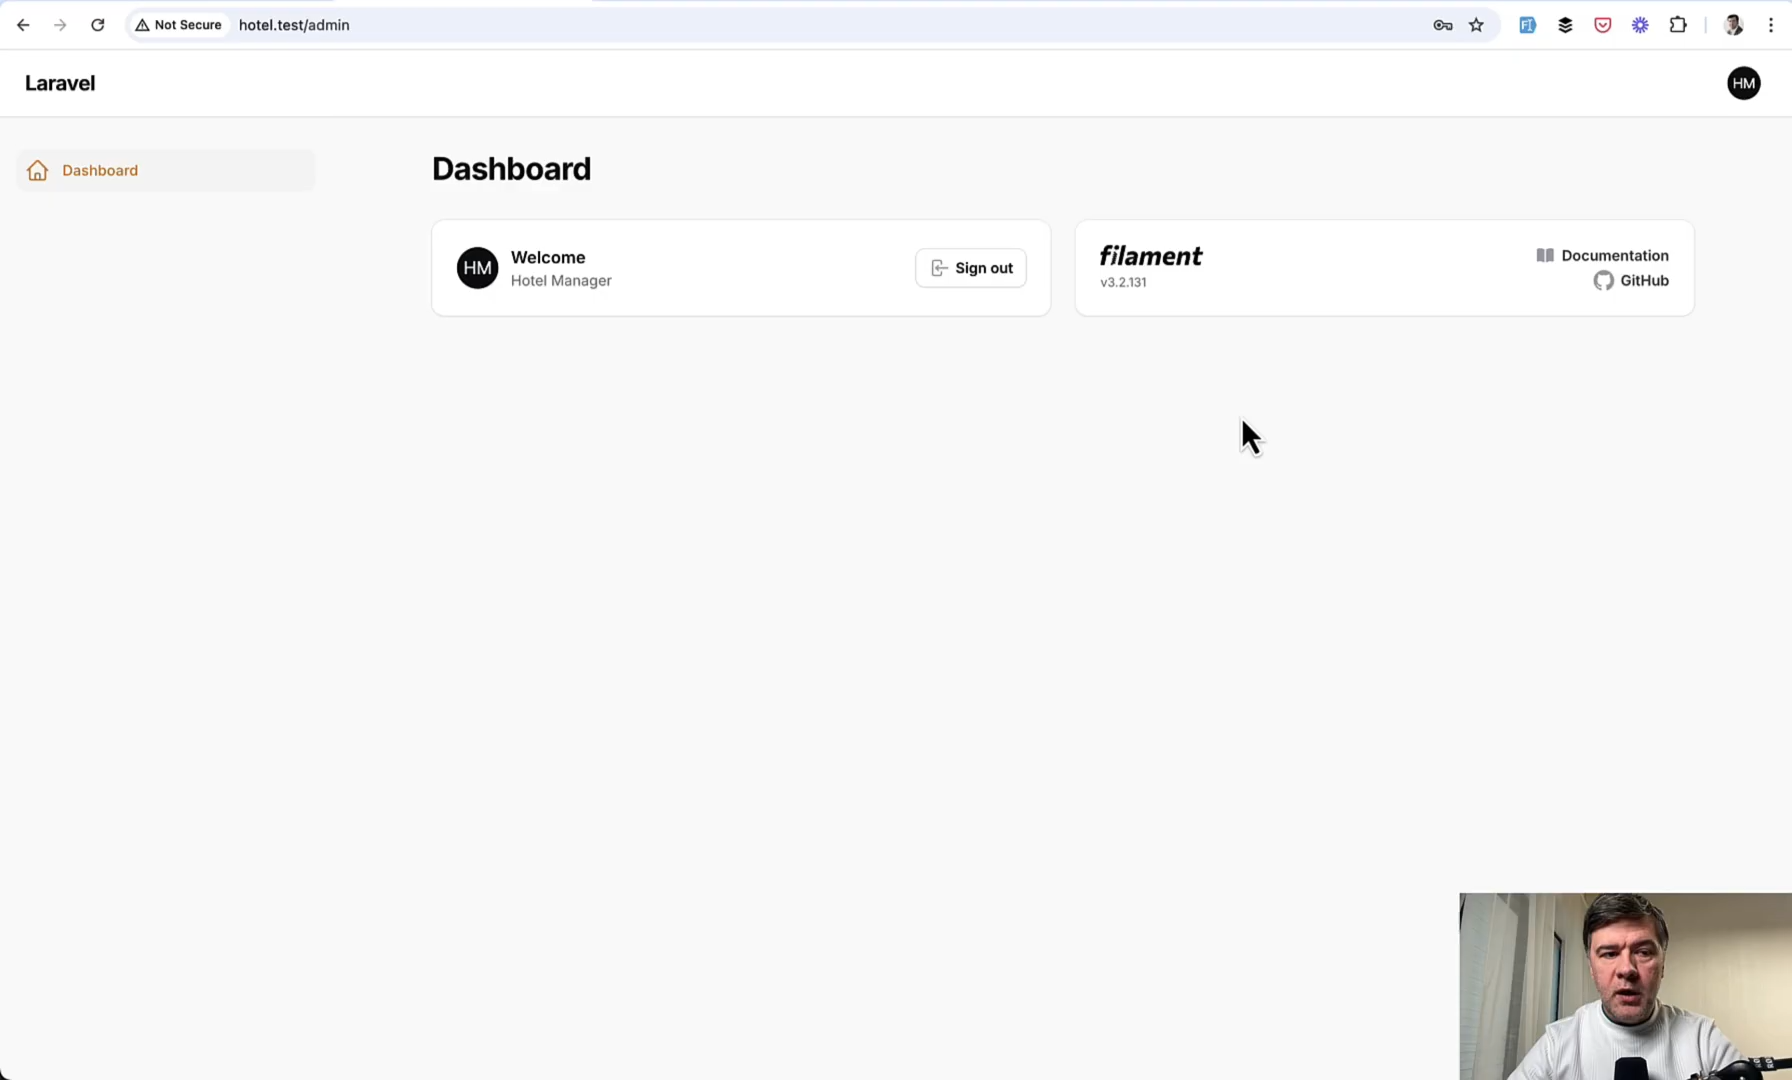 Not Secure hotel.test/admin
Laravel
HM
Dashboard
Dashboard
HM
Welcome
Hotel Manager
Sign out
filament
v3.2.131
Documentation
GitHub